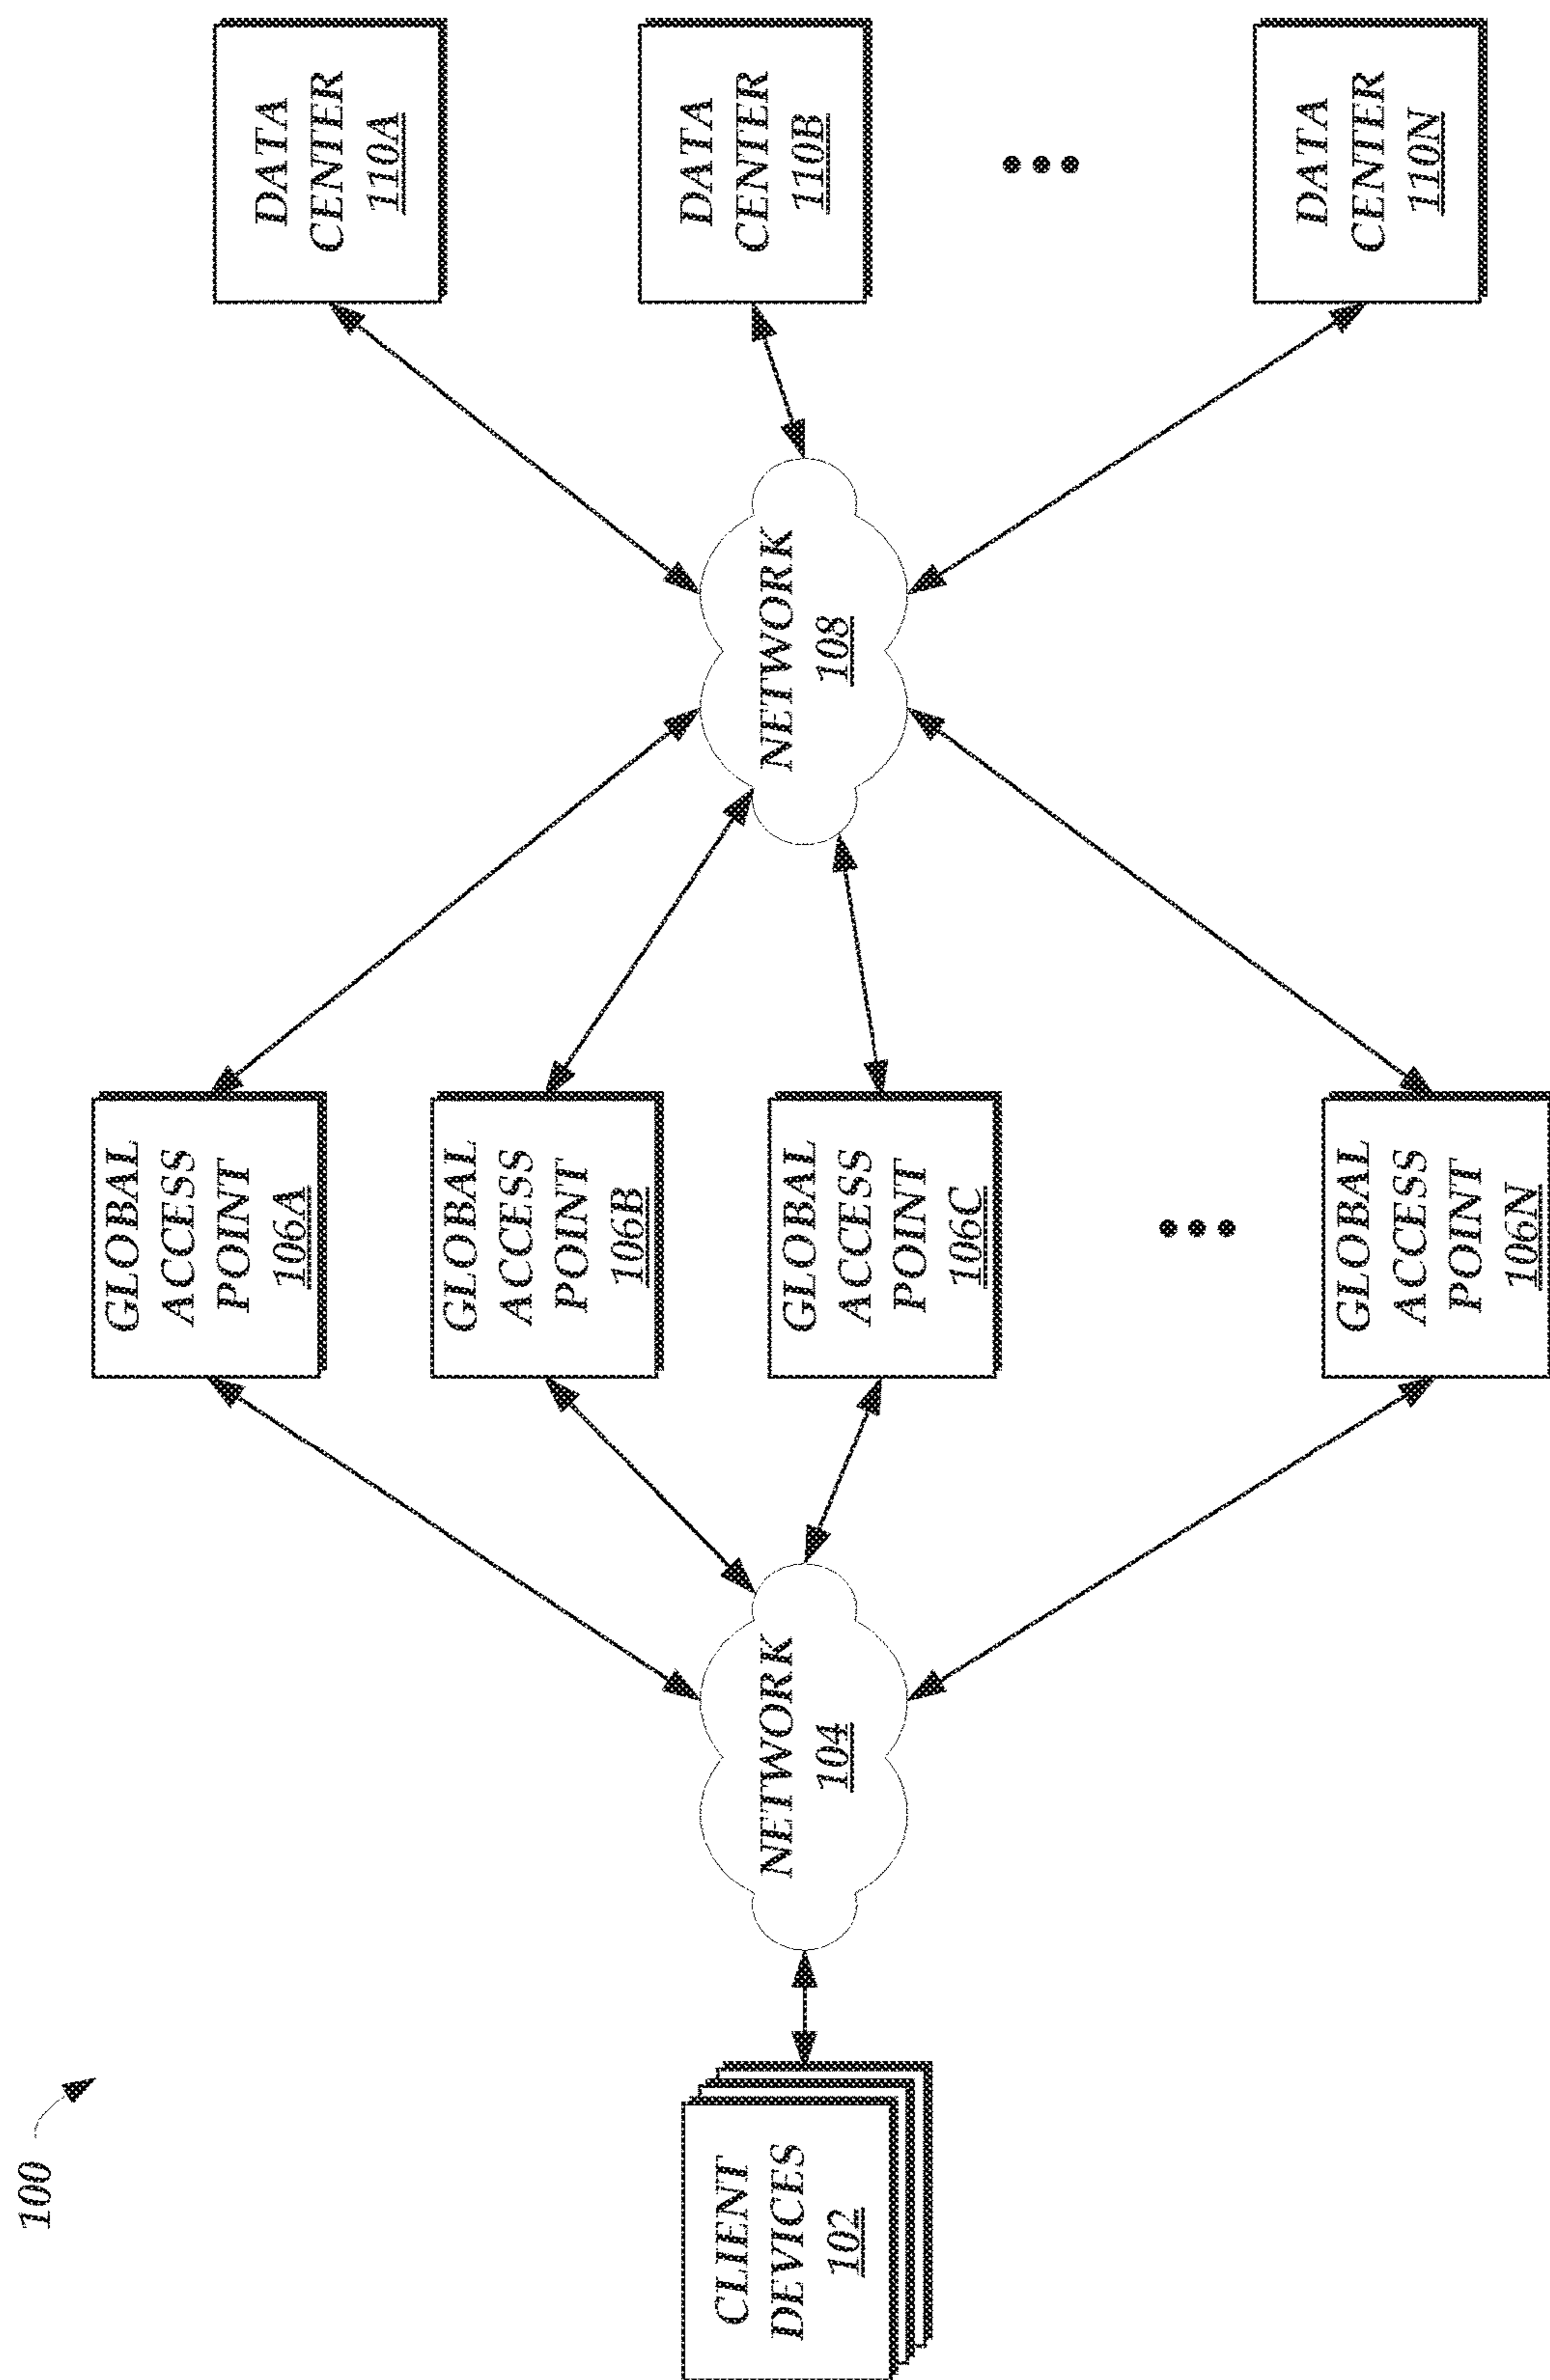 100
CLIENT
DEVICES
102
NETWORK
104
GLOBAL
ACCESS
POINT
106A
GLOBAL
ACCESS
POINT
106B
GLOBAL
ACCESS
POINT
106C
GLOBAL
ACCESS
POINT
106N
NETWORK
108
DATA
CENTER
110A
DATA
CENTER
110B
DATA
CENTER
110N